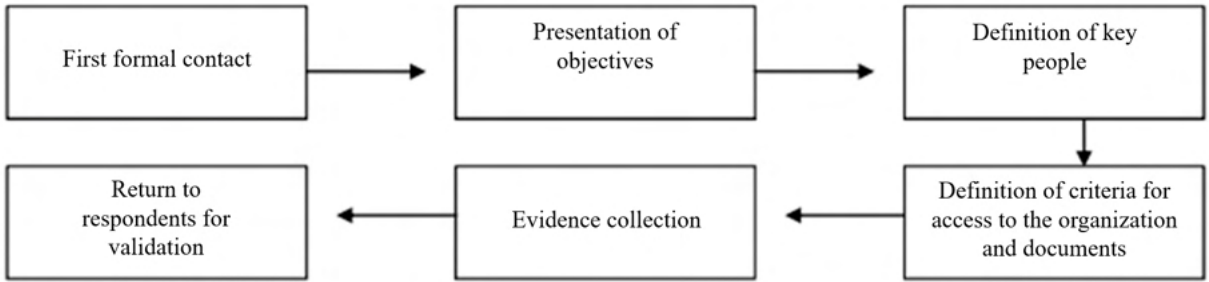 First formal contact
Presentation of
objectives
Definition of key
people
Definition of criteria for
access to the organization
and documents
Evidence collection
Return to
respondents for
validation